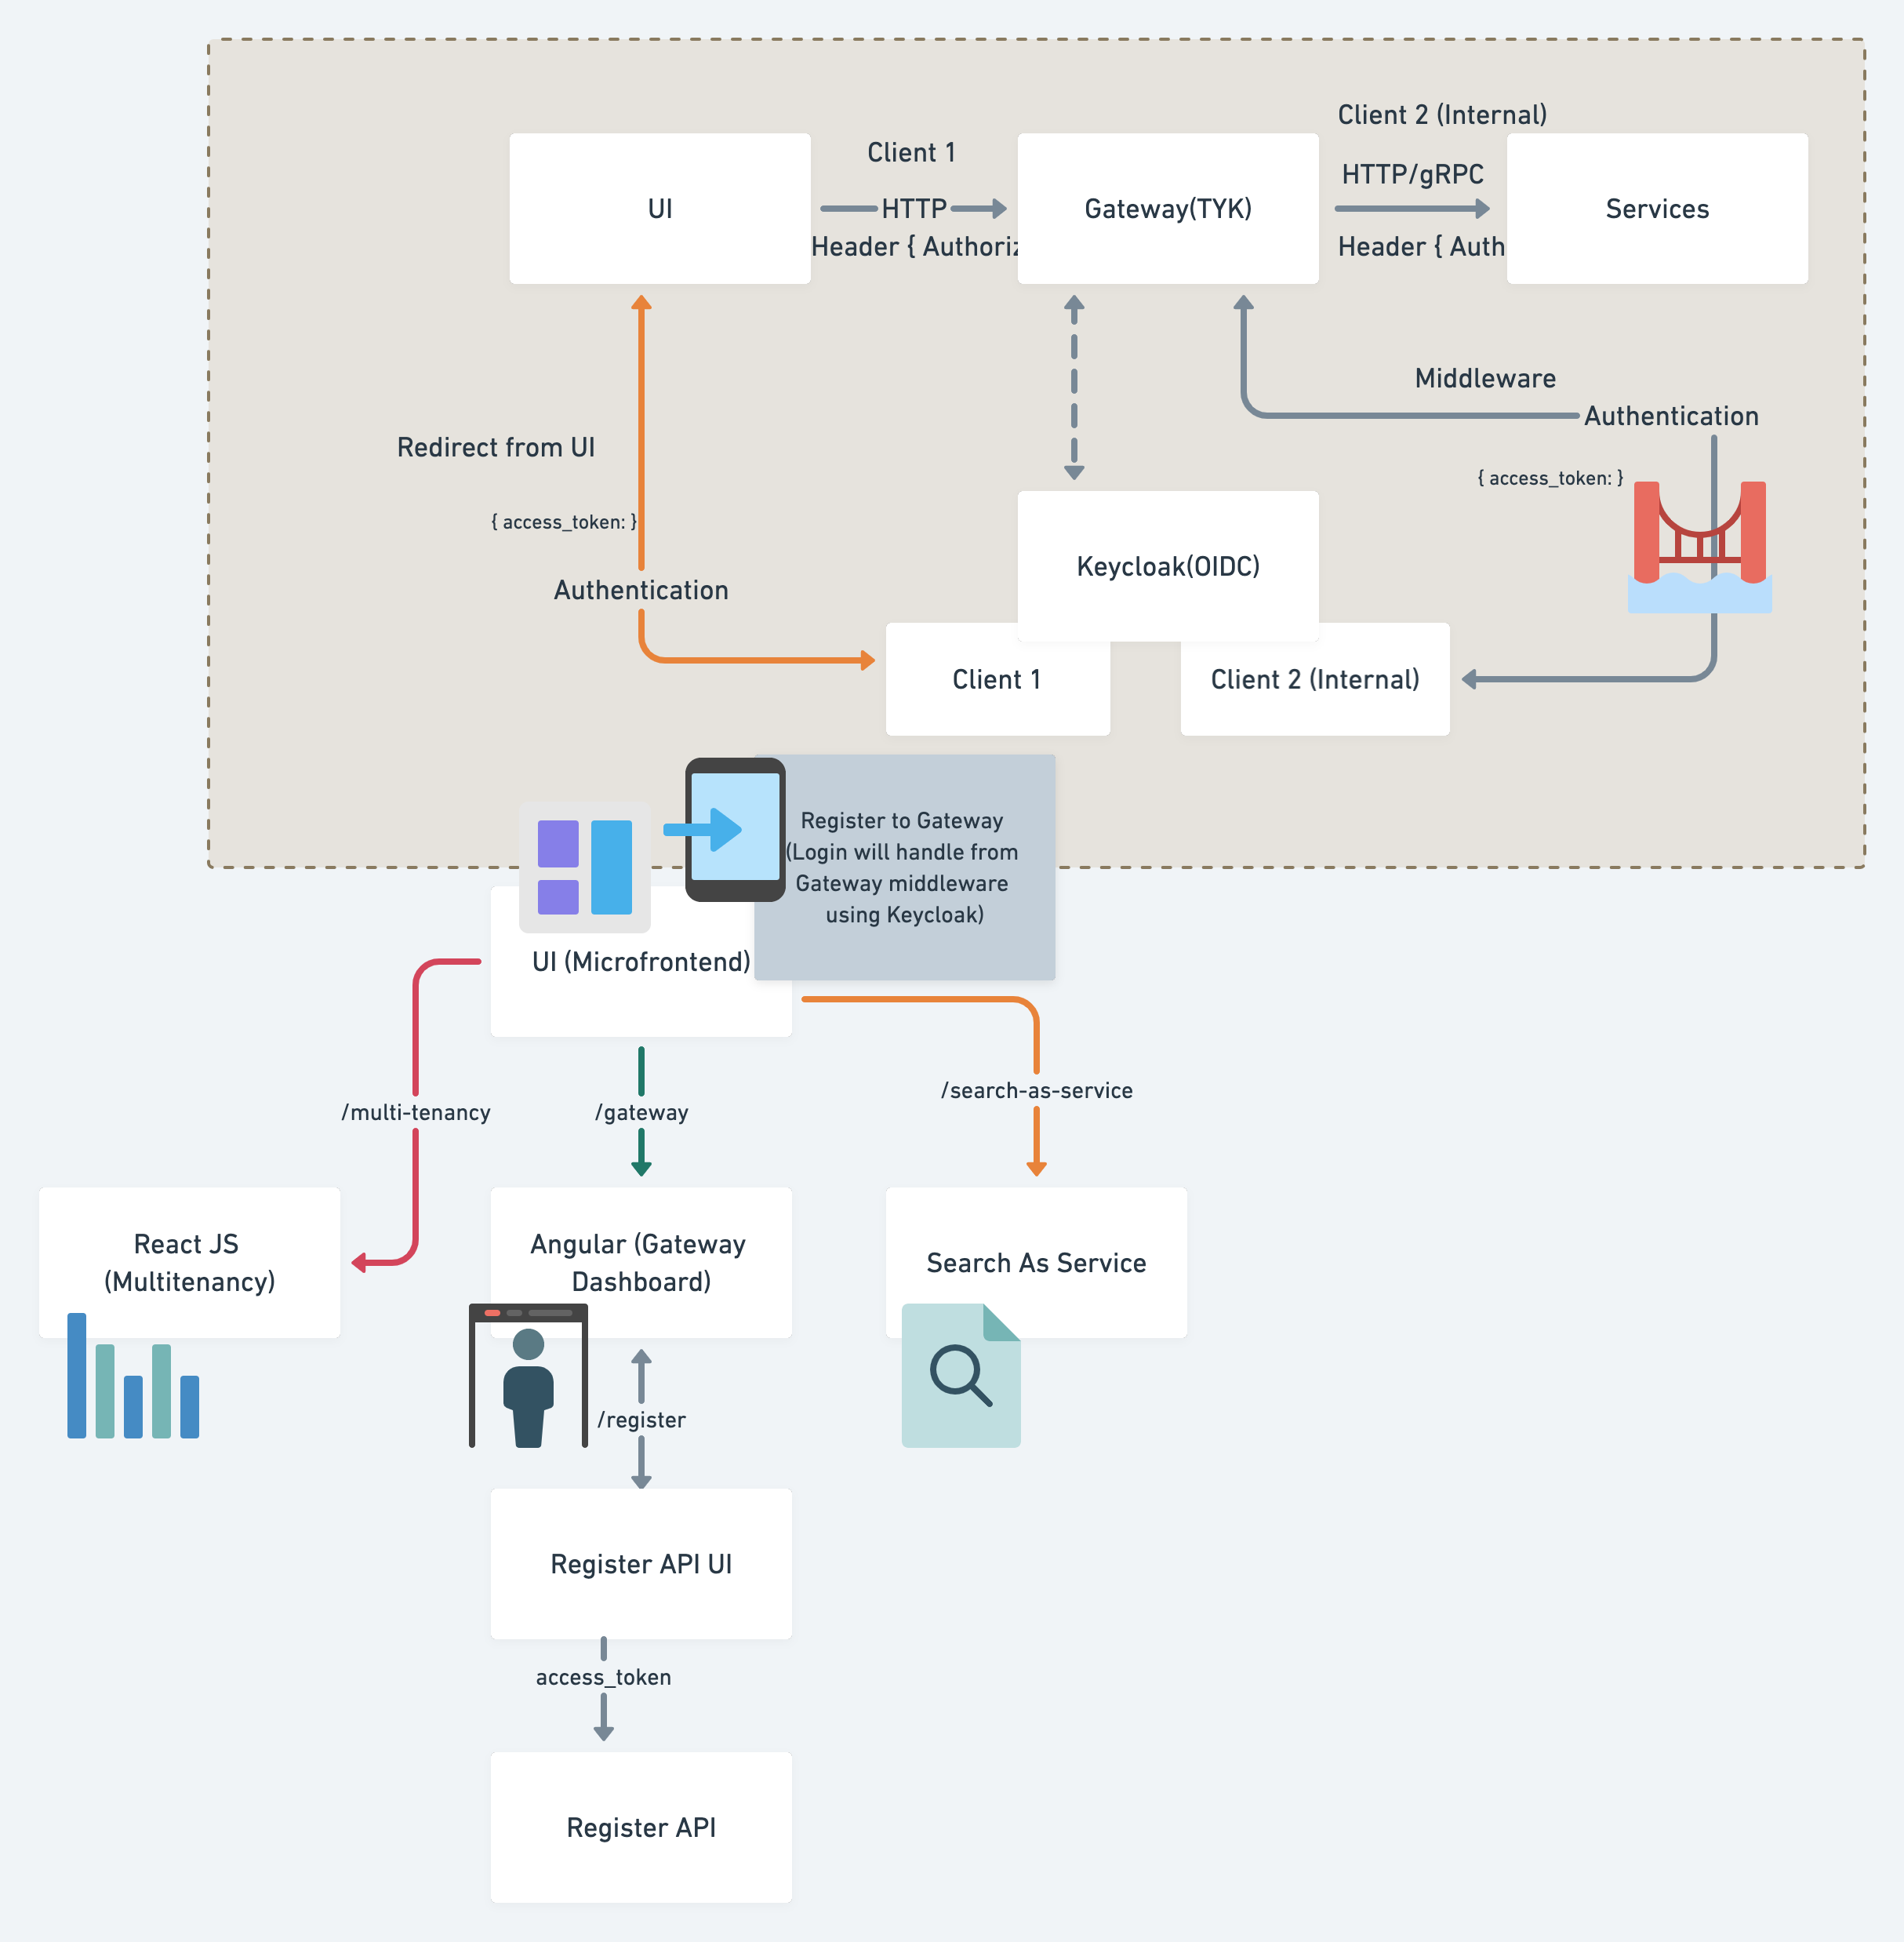 Client 2 (Internal)
Client 1
HTTP/gRPC
UI
HTTP
Gateway(TYK)
Services
Header { Authoriz
Header { Auth
Middleware
Authentication
Redirect from UI
{ access_token: }
{ access_token: }
Keycloak(OIDC)
Authentication
Client 1
Client 2 (Internal)
Register to Gateway
(Login will handle from
Gateway middleware
using Keycloak)
UI (Microfrontend)
/search-as-service
/multi-tenancy
/gateway
React JS
(Multitenancy)
Angular (Gateway
Dashboard)
Search As Service
/register
Register API UI
access_token
Register API